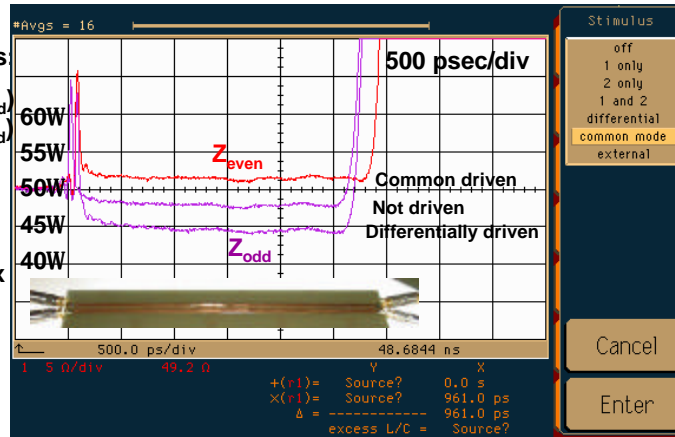 #Avgs = 16
500 psec/div
s
d)
d)
x
60W
55W
50W
45W
40W
Zeven
Common driven
Not driven
Differentially driven
Zodd
500.0 ps/div
48.6844 ns
1 5 Ω/div 49.2 Ω
Y X
+(r1)= Source? 0.0 s
×(r1)= Source? 961.0 ps
Δ = ------------ 961.0 ps
excess L/C = Source?
Stimulus
off
1 only
2 only
1 and 2
differential
common mode
external
Cancel
Enter